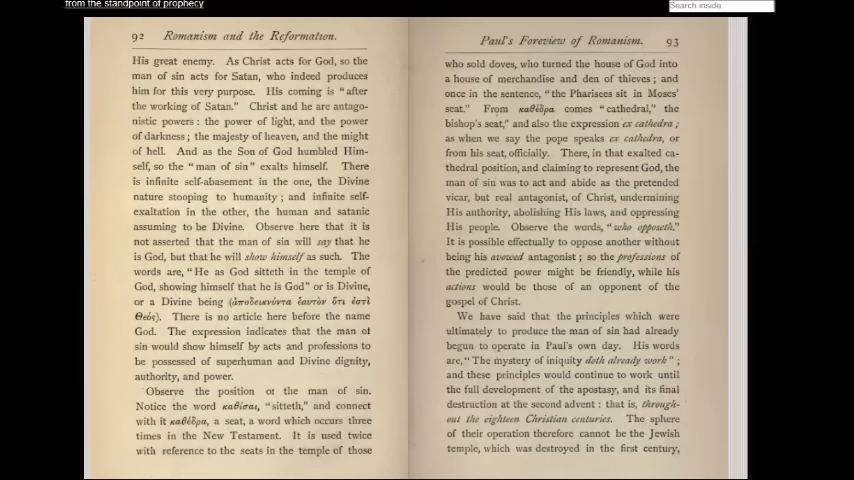 from the standpoint of prophecy
Search inside
92 Romanism and the Reformation.
His great enemy. As Christ acts for God, so the
man of sin acts for Satan, who indeed produces
him for this very purpose. His coming is "after
the working of Satan." Christ and he are antago-
nistic powers : the power of light, and the power
of darkness ; the majesty of heaven, and the might
of hell. And as the Son of God humbled Him-
self, so the "man of sin" exalts himself. There
is infinite self-abasement in the one, the Divine
nature stooping to humanity ; and infinite self-
exaltation in the other, the human and satanic
assuming to be Divine. Observe here that it is
not asserted that the man of sin will say that he
is God, but that he will show himself as such. The
words are, "He as God sitteth in the temple of
God, showing himself that he is God" or is Divine,
or a Divine being (ἀποδεικνύντα ἑαυτὸν ὅτι ἐστὶ
Θεός). There is no article here before the name
God. The expression indicates that the man of
sin would show himself by acts and professions to
be possessed of superhuman and Divine dignity,
authority, and power.
Observe the position of the man of sin.
Notice the word καθίσαι, "sitteth," and connect
with it καθέδρα, a seat, a word which occurs three
times in the New Testament. It is used twice
with reference to the seats in the temple of those
Paul's Foreview of Romanism. 93
who sold doves, who turned the house of God into
a house of merchandise and den of thieves ; and
once in the sentence, "the Pharisees sit in Moses'
seat." From καθέδρα comes "cathedral," the
bishop's seat," and also the expression ex cathedra ;
as when we say the pope speaks ex cathedra, or
from his seat, officially. There, in that exalted ca-
thedral position, and claiming to represent God, the
man of sin was to act and abide as the pretended
vicar, but real antagonist, of Christ, undermining
His authority, abolishing His laws, and oppressing
His people. Observe the words, "who opposeth."
It is possible effectually to oppose another without
being his avowed antagonist ; so the professions of
the predicted power might be friendly, while his
actions would be those of an opponent of the
gospel of Christ.
We have said that the principles which were
ultimately to produce the man of sin had already
begun to operate in Paul's own day. His words
are, "The mystery of iniquity doth already work" ;
and these principles would continue to work until
the full development of the apostasy, and its final
destruction at the second advent : that is, through-
out the eighteen Christian centuries. The sphere
of their operation therefore cannot be the Jewish
temple, which was destroyed in the first century,